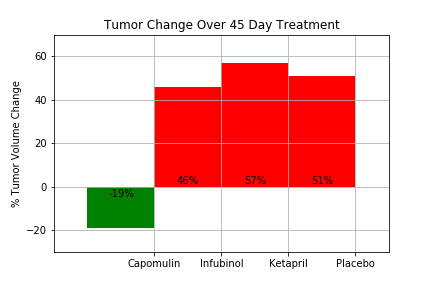 Tumor Change Over 45 Day Treatment
% Tumor Volume Change
60
40
20
0
−20
-19%
46%
57%
51%
Capomulin
Infubinol
Ketapril
Placebo